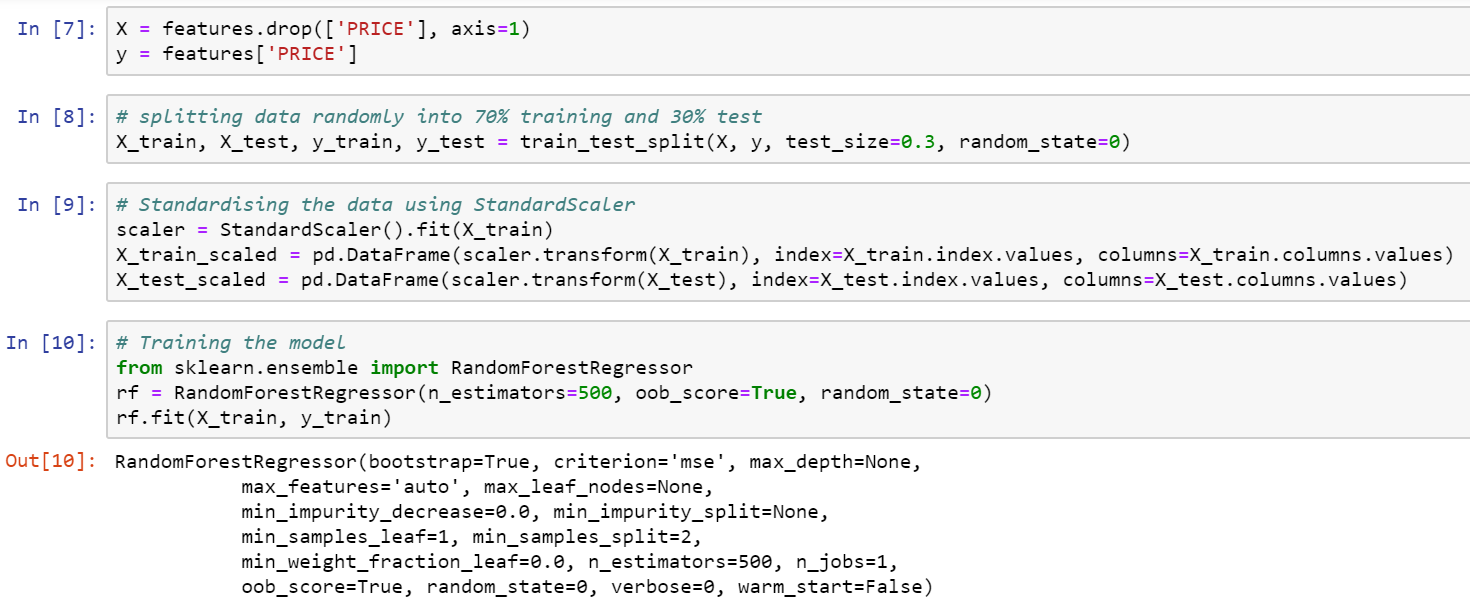 In [7]: X = features.drop(['PRICE'], axis=1)
y = features['PRICE']
In [8]: # splitting data randomly into 70% training and 30% test
X_train, X_test, y_train, y_test = train_test_split(X, y, test_size=0.3, random_state=0)
In [9]: # Standardising the data using StandardScaler
scaler = StandardScaler().fit(X_train)
X_train_scaled = pd.DataFrame(scaler.transform(X_train), index=X_train.index.values, columns=X_train.columns.values)
X_test_scaled = pd.DataFrame(scaler.transform(X_test), index=X_test.index.values, columns=X_test.columns.values)
In [10]: # Training the model
from sklearn.ensemble import RandomForestRegressor
rf = RandomForestRegressor(n_estimators=500, oob_score=True, random_state=0)
rf.fit(X_train, y_train)
Out[10]: RandomForestRegressor(bootstrap=True, criterion='mse', max_depth=None,
max_features='auto', max_leaf_nodes=None,
min_impurity_decrease=0.0, min_impurity_split=None,
min_samples_leaf=1, min_samples_split=2,
min_weight_fraction_leaf=0.0, n_estimators=500, n_jobs=1,
oob_score=True, random_state=0, verbose=0, warm_start=False)